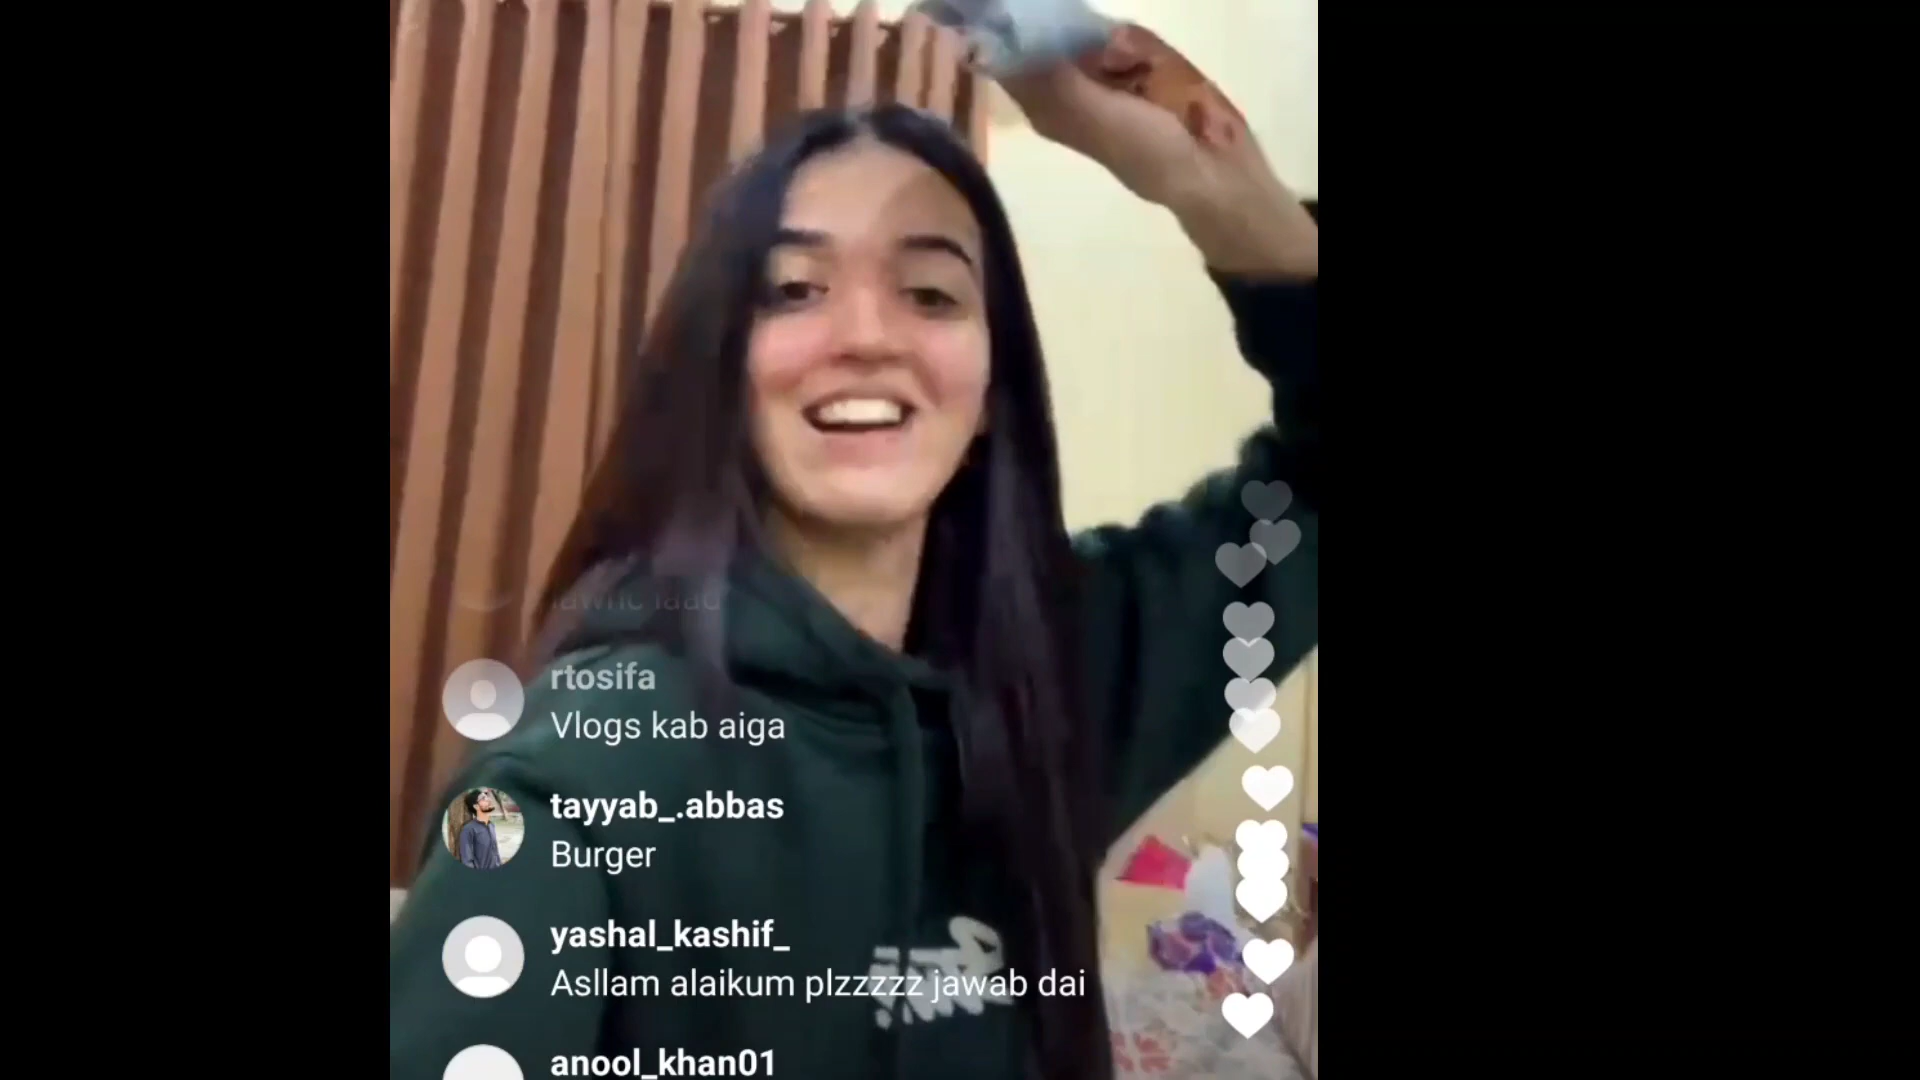 rtosifa
Vlogs kab aiga
tayyab_.abbas
Burger
yashal_kashif_
Asllam alaikum plzzzzz jawab dai
anool_khan01